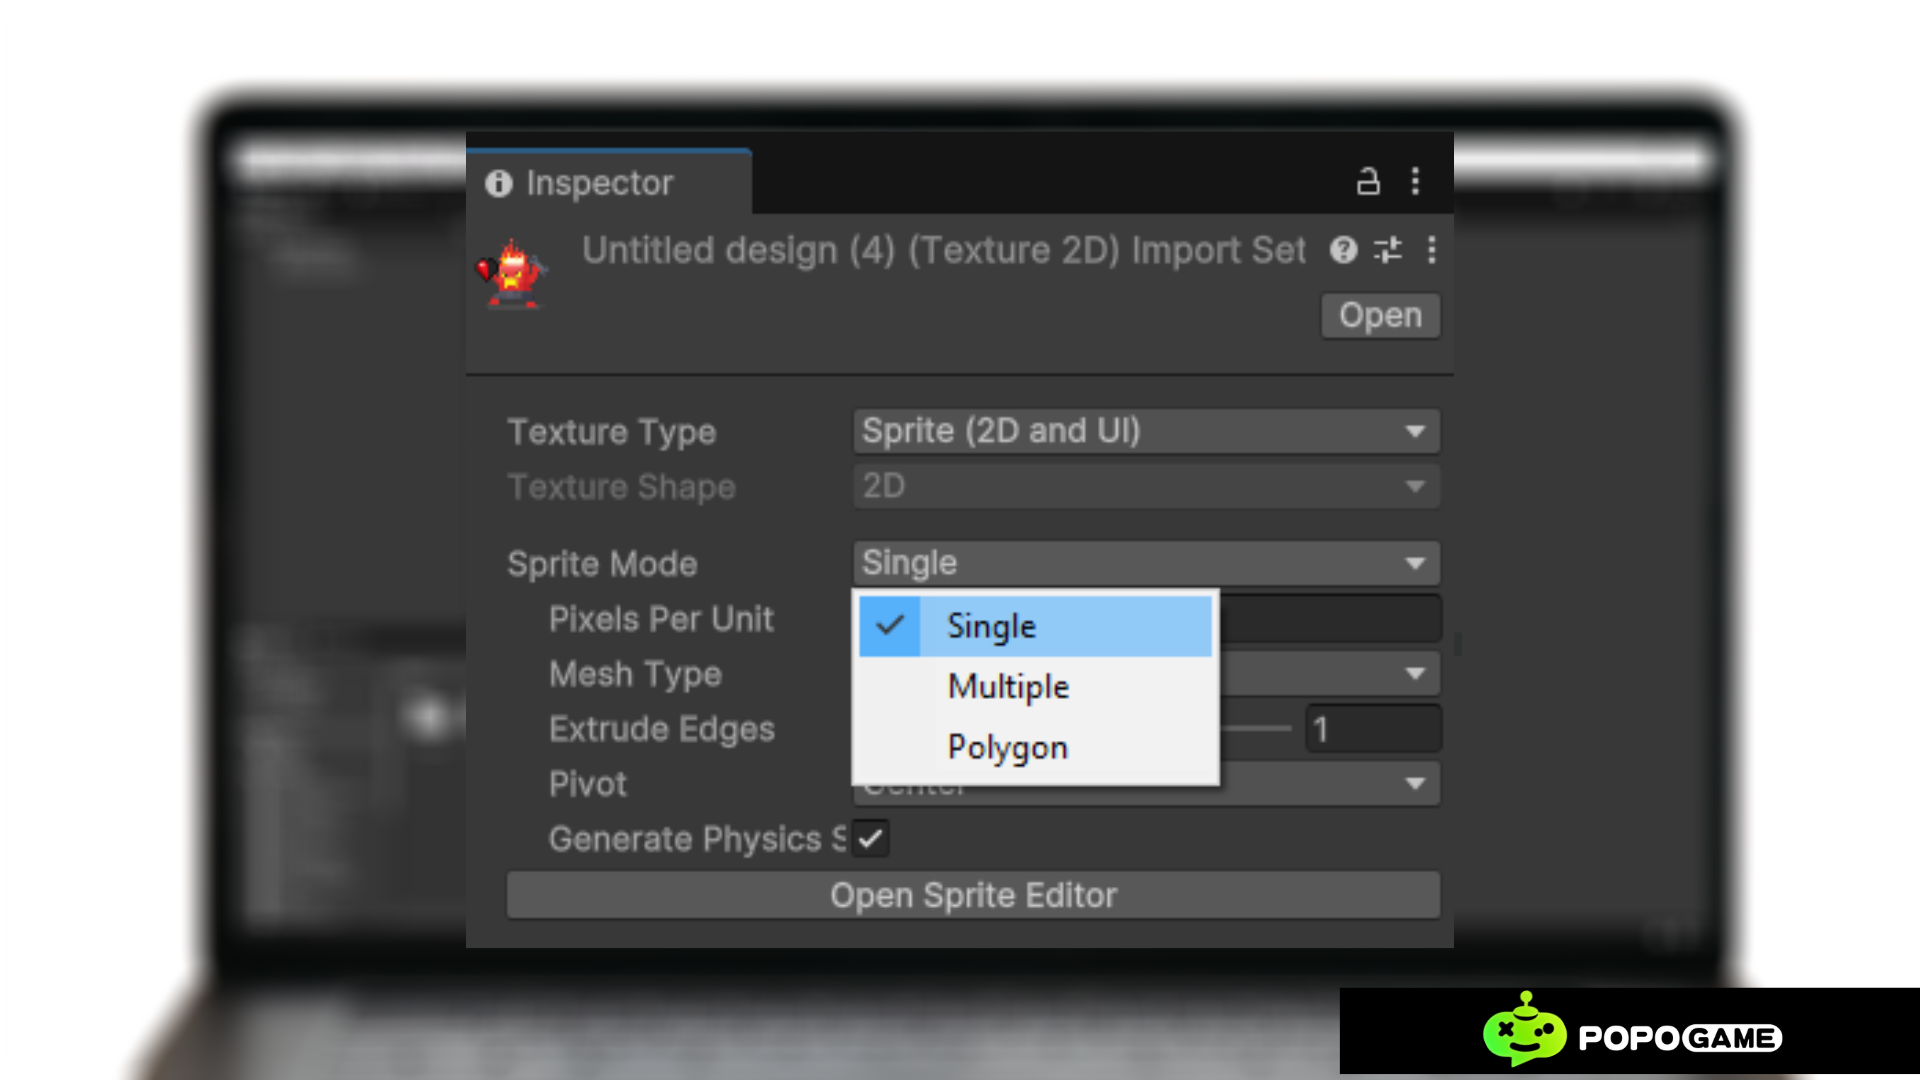 Inspector
Untitled design (4) (Texture 2D) Import Set
Open
Texture Type Sprite (2D and UI)
Texture Shape 2D
Sprite Mode Single
Pixels Per Unit
Single
Mesh Type
Multiple
Extrude Edges 1
Polygon
Pivot Center
Generate Physics S
Open Sprite Editor
POPOGAME